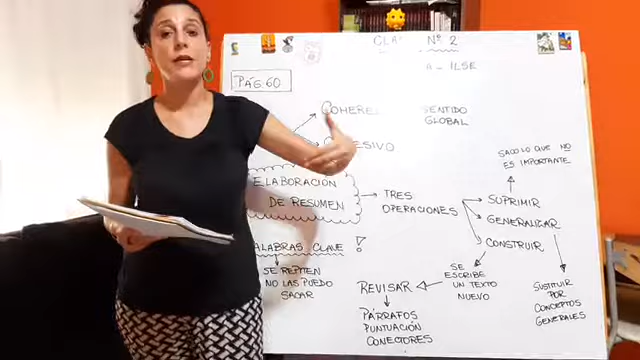 CLA Nº 2
A - ILSE
PÁG. 60
COHERE SENTIDO
GLOBAL
ESIVO
SACO LO QUE NO
ES IMPORTANTE
ELABORACIÓN
DE RESUMEN
TRES
OPERACIONES
SUPRIMIR
GENERALIZAR
CONSTRUIR
ALABRAS CLAVE !
SE REPITEN
NO LAS PUEDO
SACAR
REVISAR
SE
ESCRIBE
UN TEXTO
NUEVO
SUSTITUIR
POR
CONCEPTOS
GENERALES
PÁRRAFOS
PUNTUACIÓN
CONECTORES